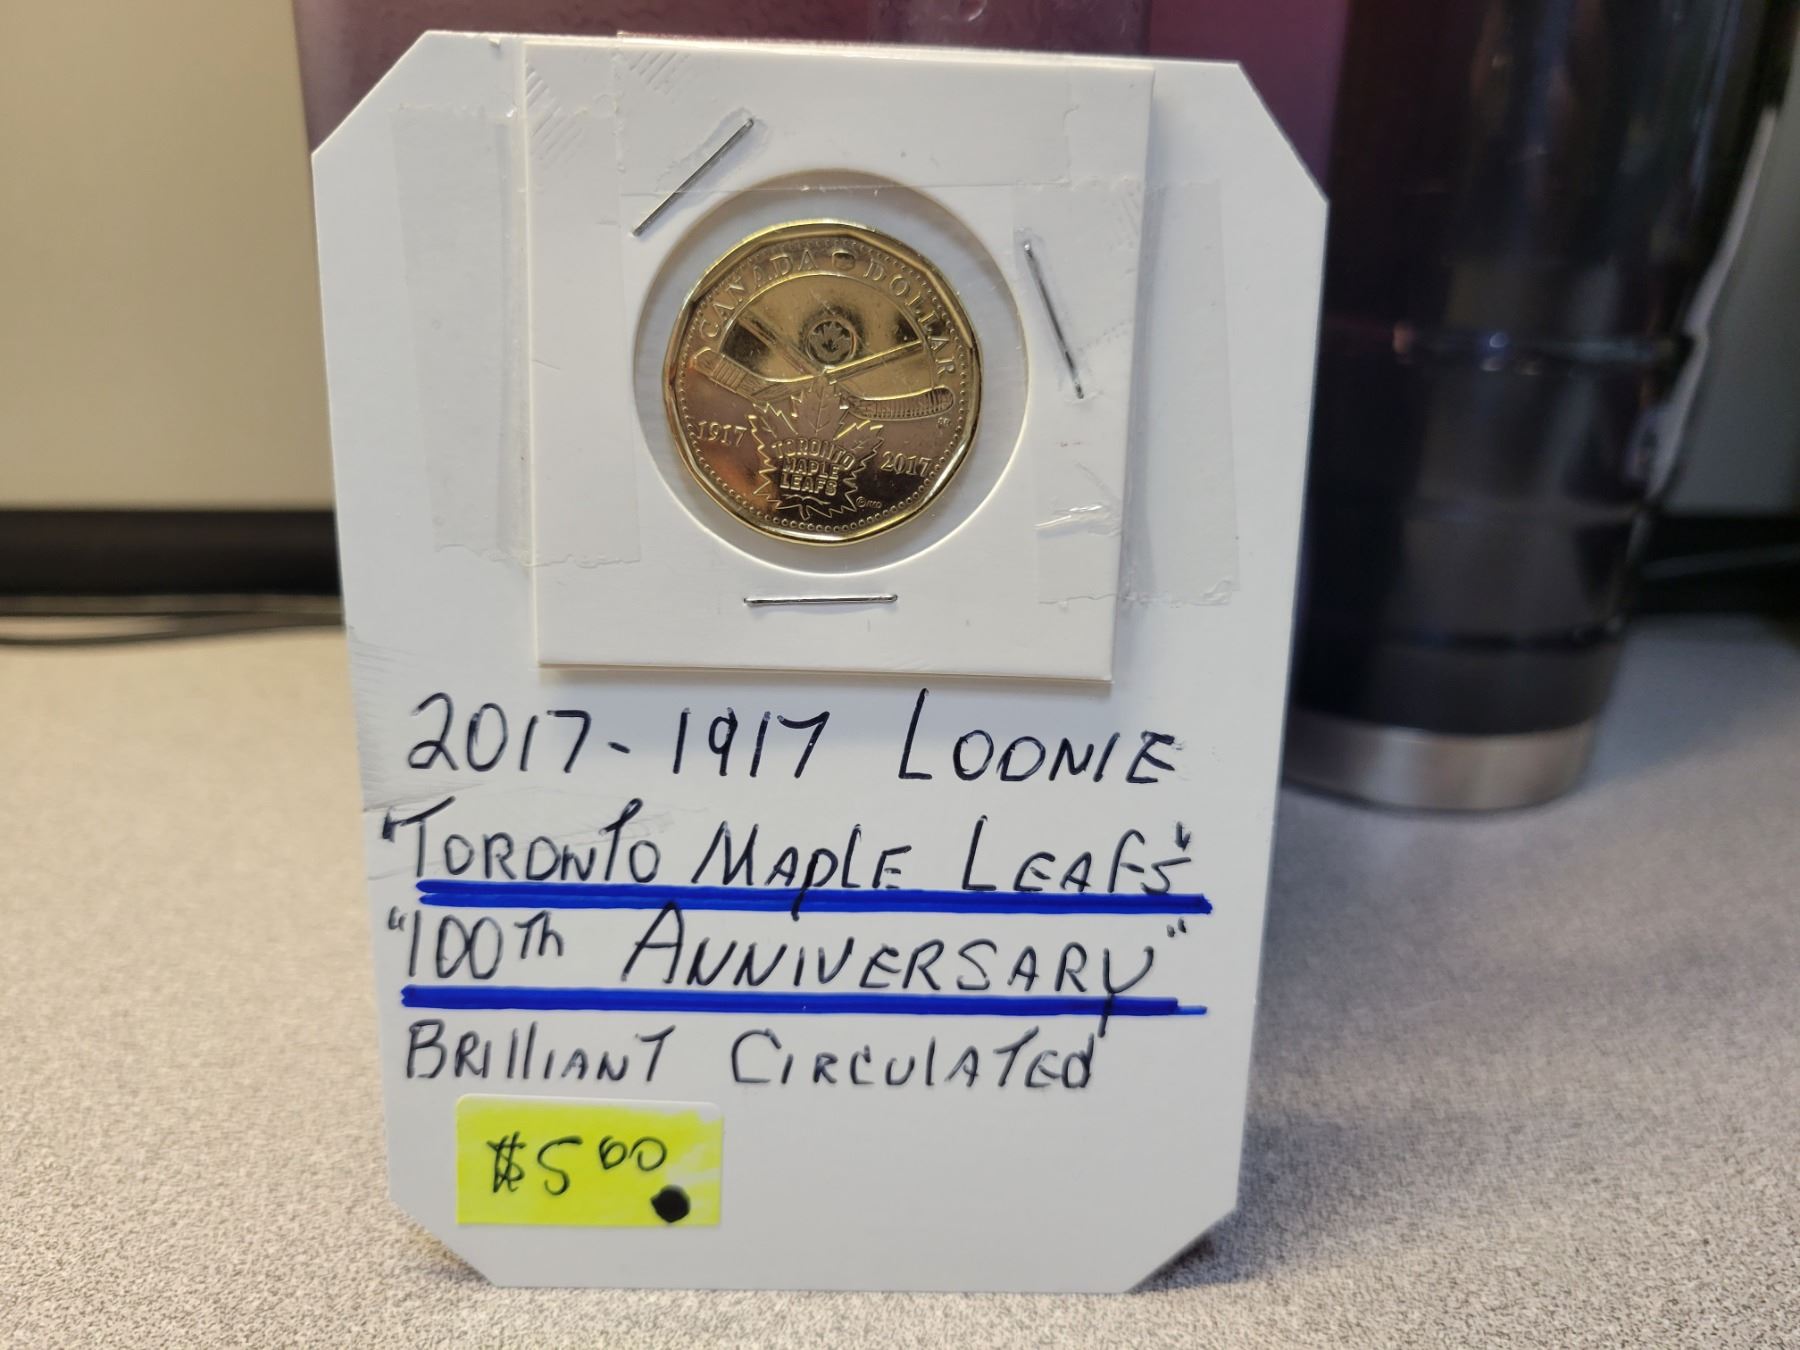 CANADA DOLLAR
1917
2017
TORONTO
MAPLE
LEAFS
2017-1917 LOONIE
"TORONTO MAPLE LEAFS"
"100Th ANNIVERSARY"
BRILLIANT CIRCULATED
$5.00